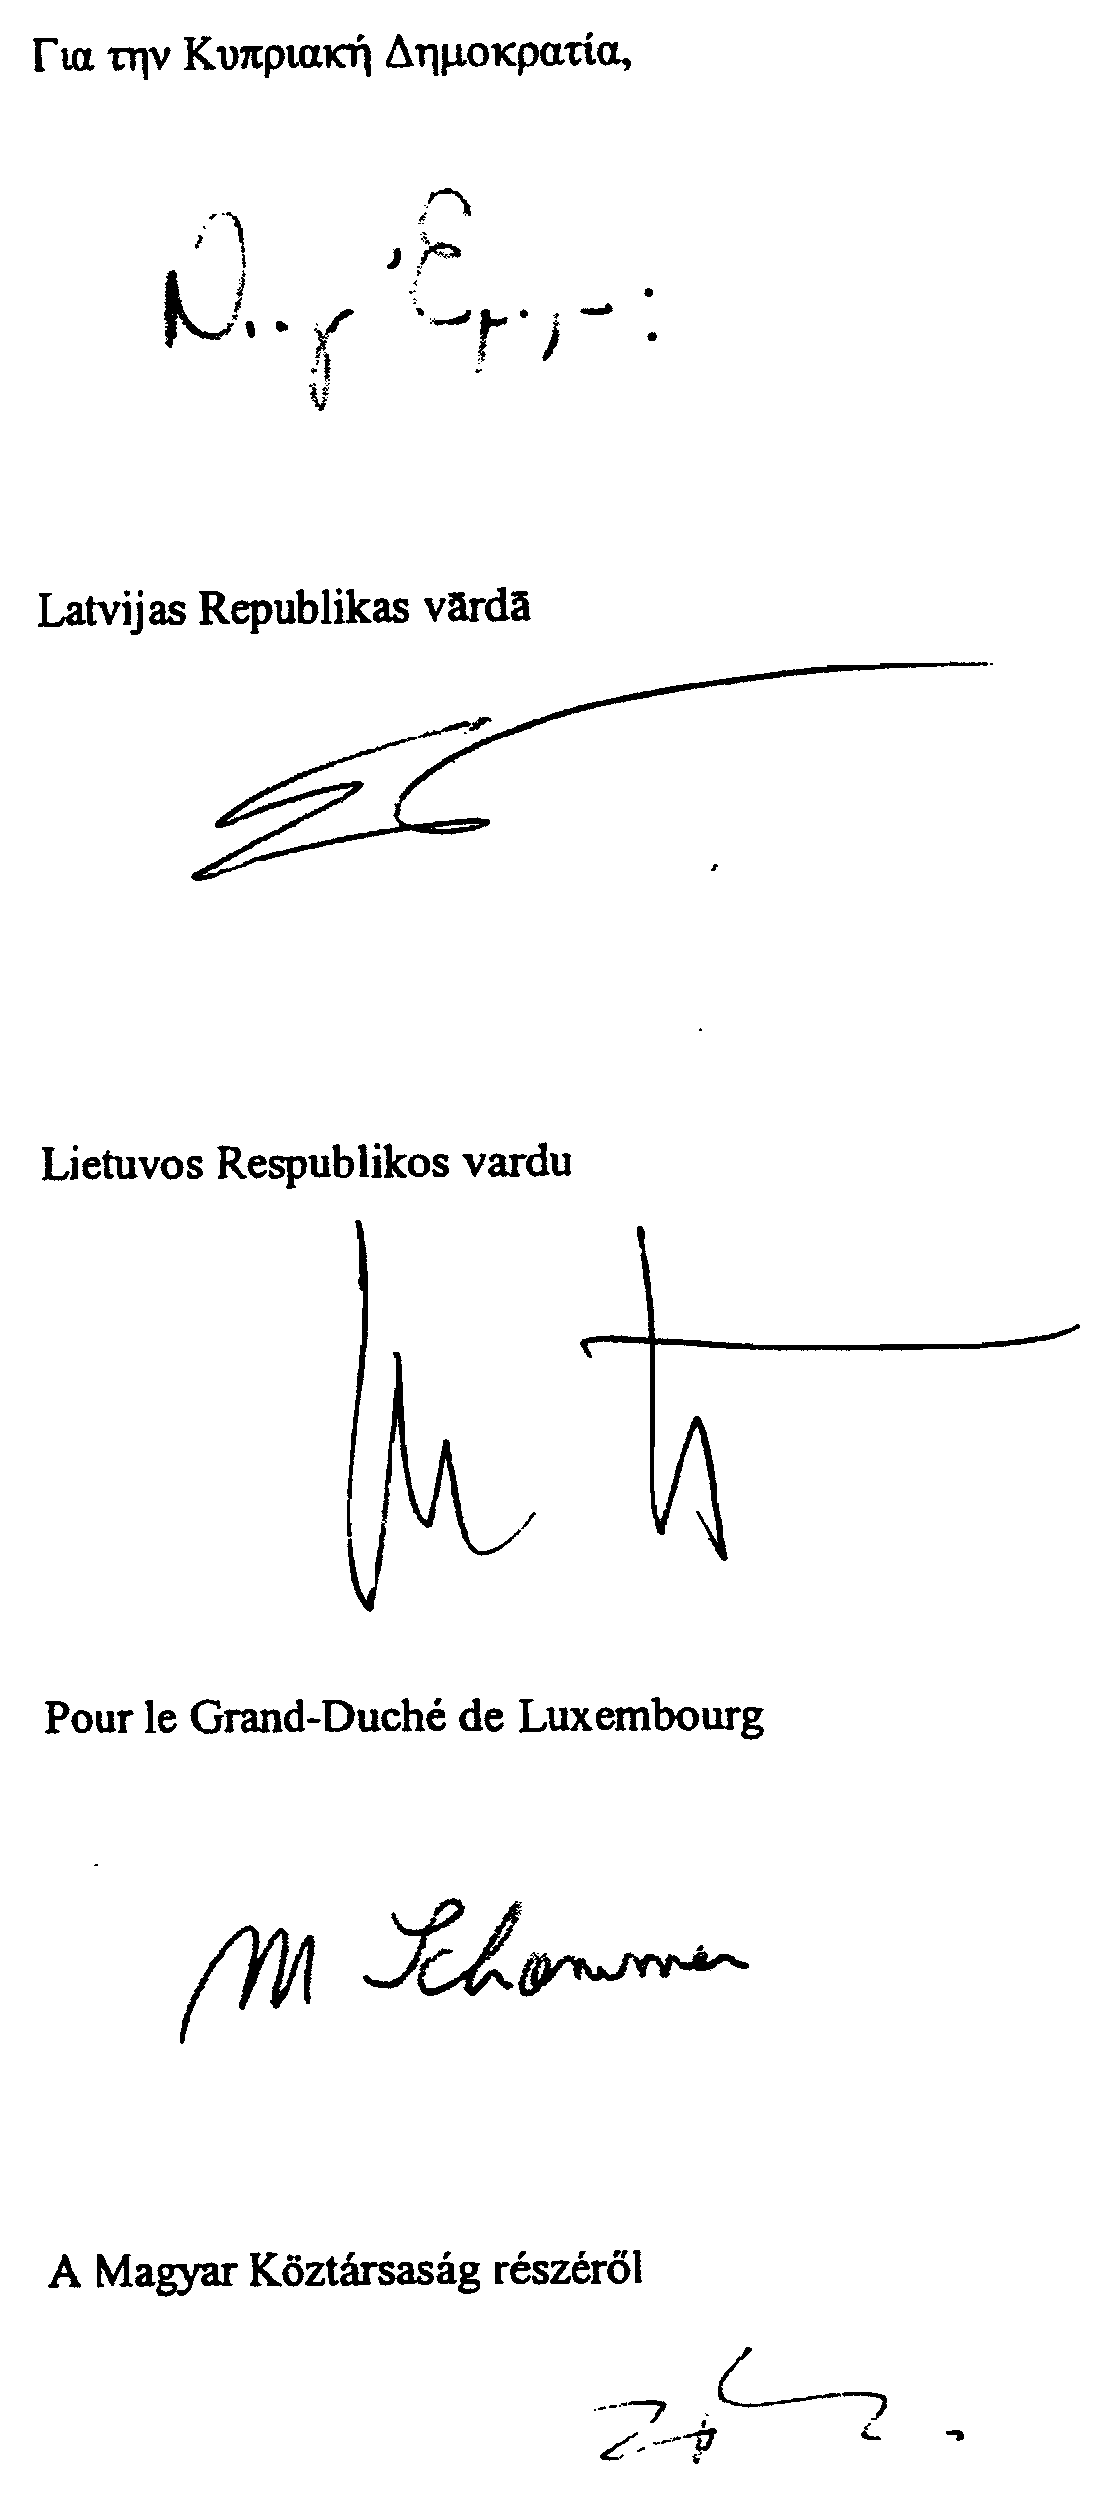 Για την Κυπριακή Δημοκρατία,
Latvijas Republikas vārdā
Lietuvos Respublikos vardu
Pour le Grand-Duché de Luxembourg
M Schommer
A Magyar Köztársaság részéről